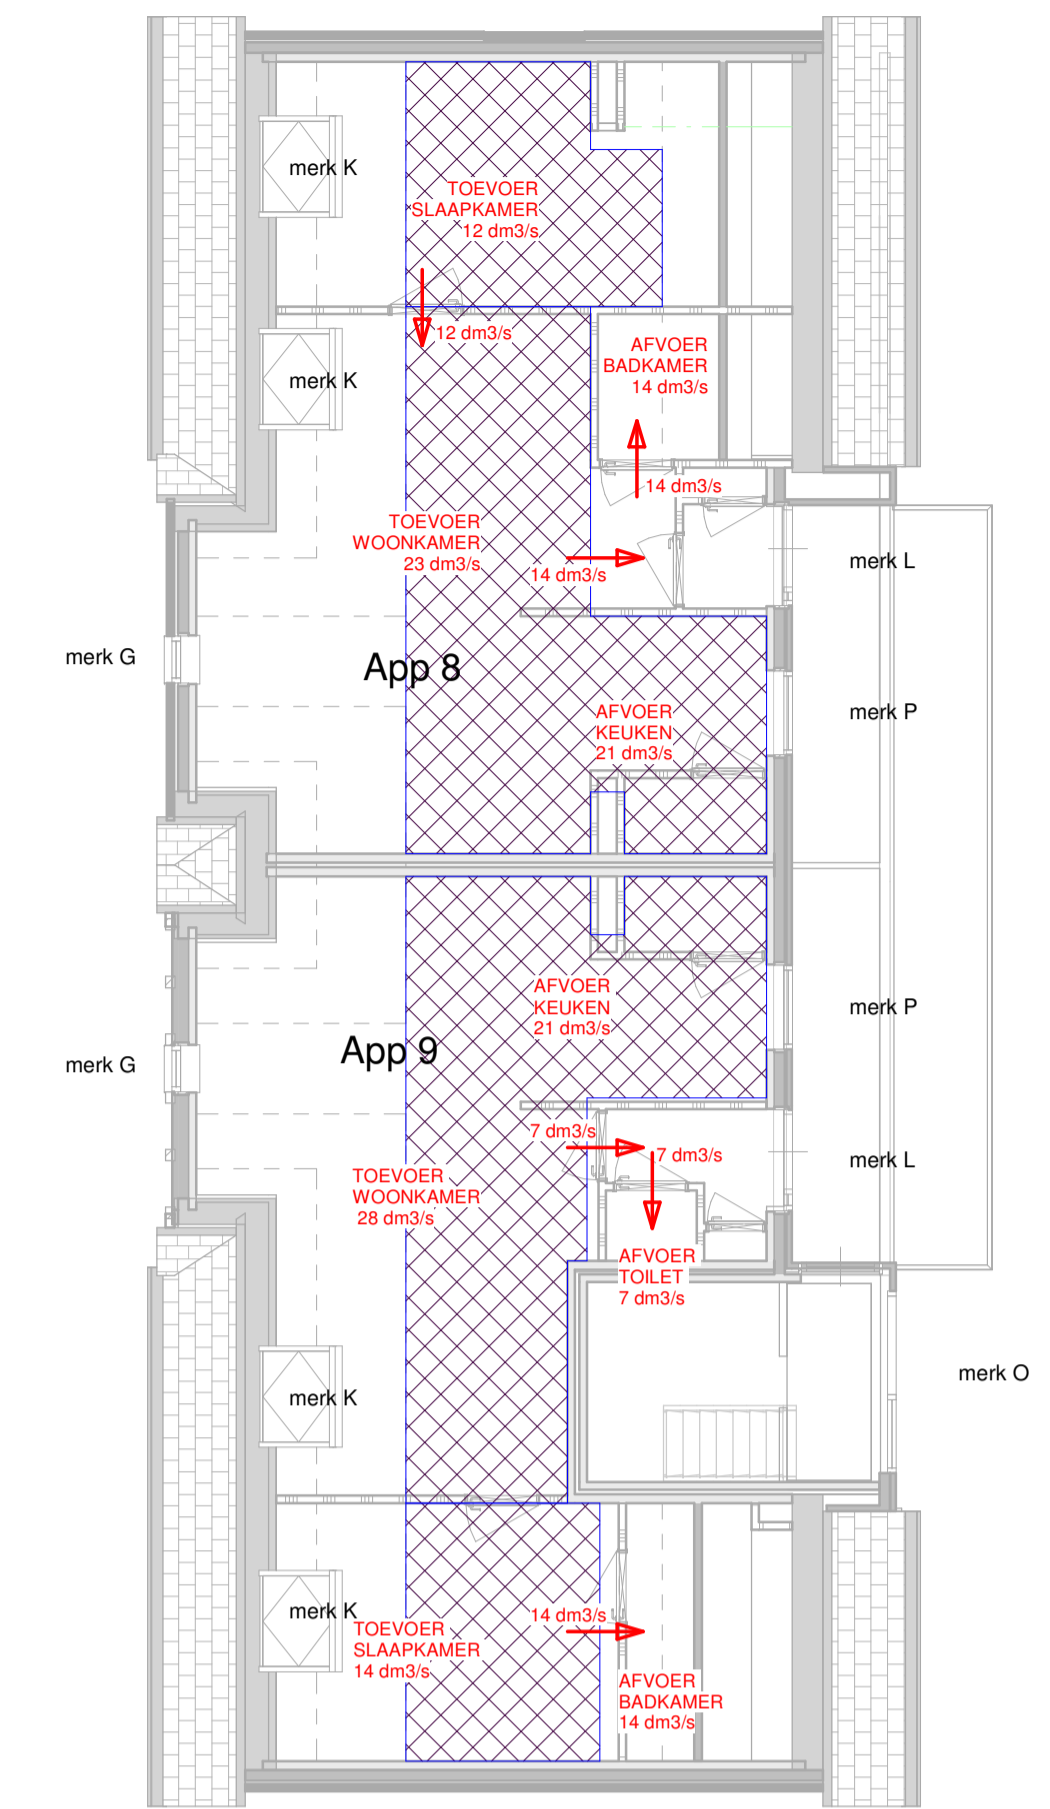 merk K
TOEVOER
SLAAPKAMER
12 dm3/s
12 dm3/s
merk K
AFVOER
BADKAMER
14 dm3/s
14 dm3/s
TOEVOER
WOONKAMER
23 dm3/s
14 dm3/s
merk L
merk G
App 8
AFVOER
KEUKEN
21 dm3/s
merk P
AFVOER
KEUKEN
21 dm3/s
merk P
merk G
App 9
7 dm3/s
7 dm3/s
merk L
TOEVOER
WOONKAMER
28 dm3/s
AFVOER
TOILET
7 dm3/s
merk K
merk O
merk K
TOEVOER
SLAAPKAMER
14 dm3/s
14 dm3/s
AFVOER
BADKAMER
14 dm3/s